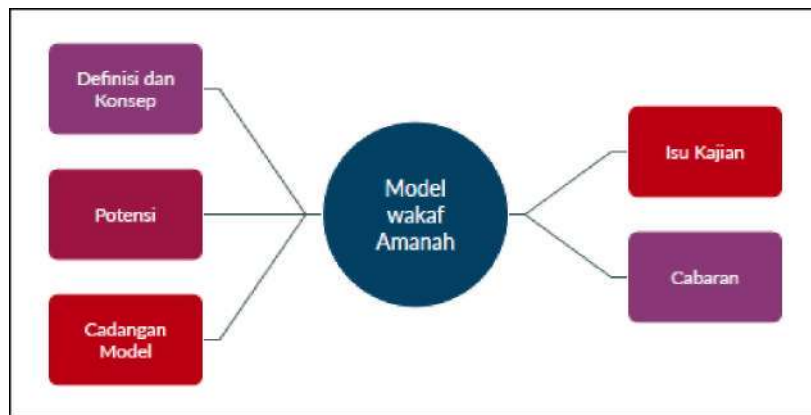 Definisi dan
Konsep
Potensi
Cadangan
Model
Model
wakaf
Amanah
Isu Kajian
Cabaran